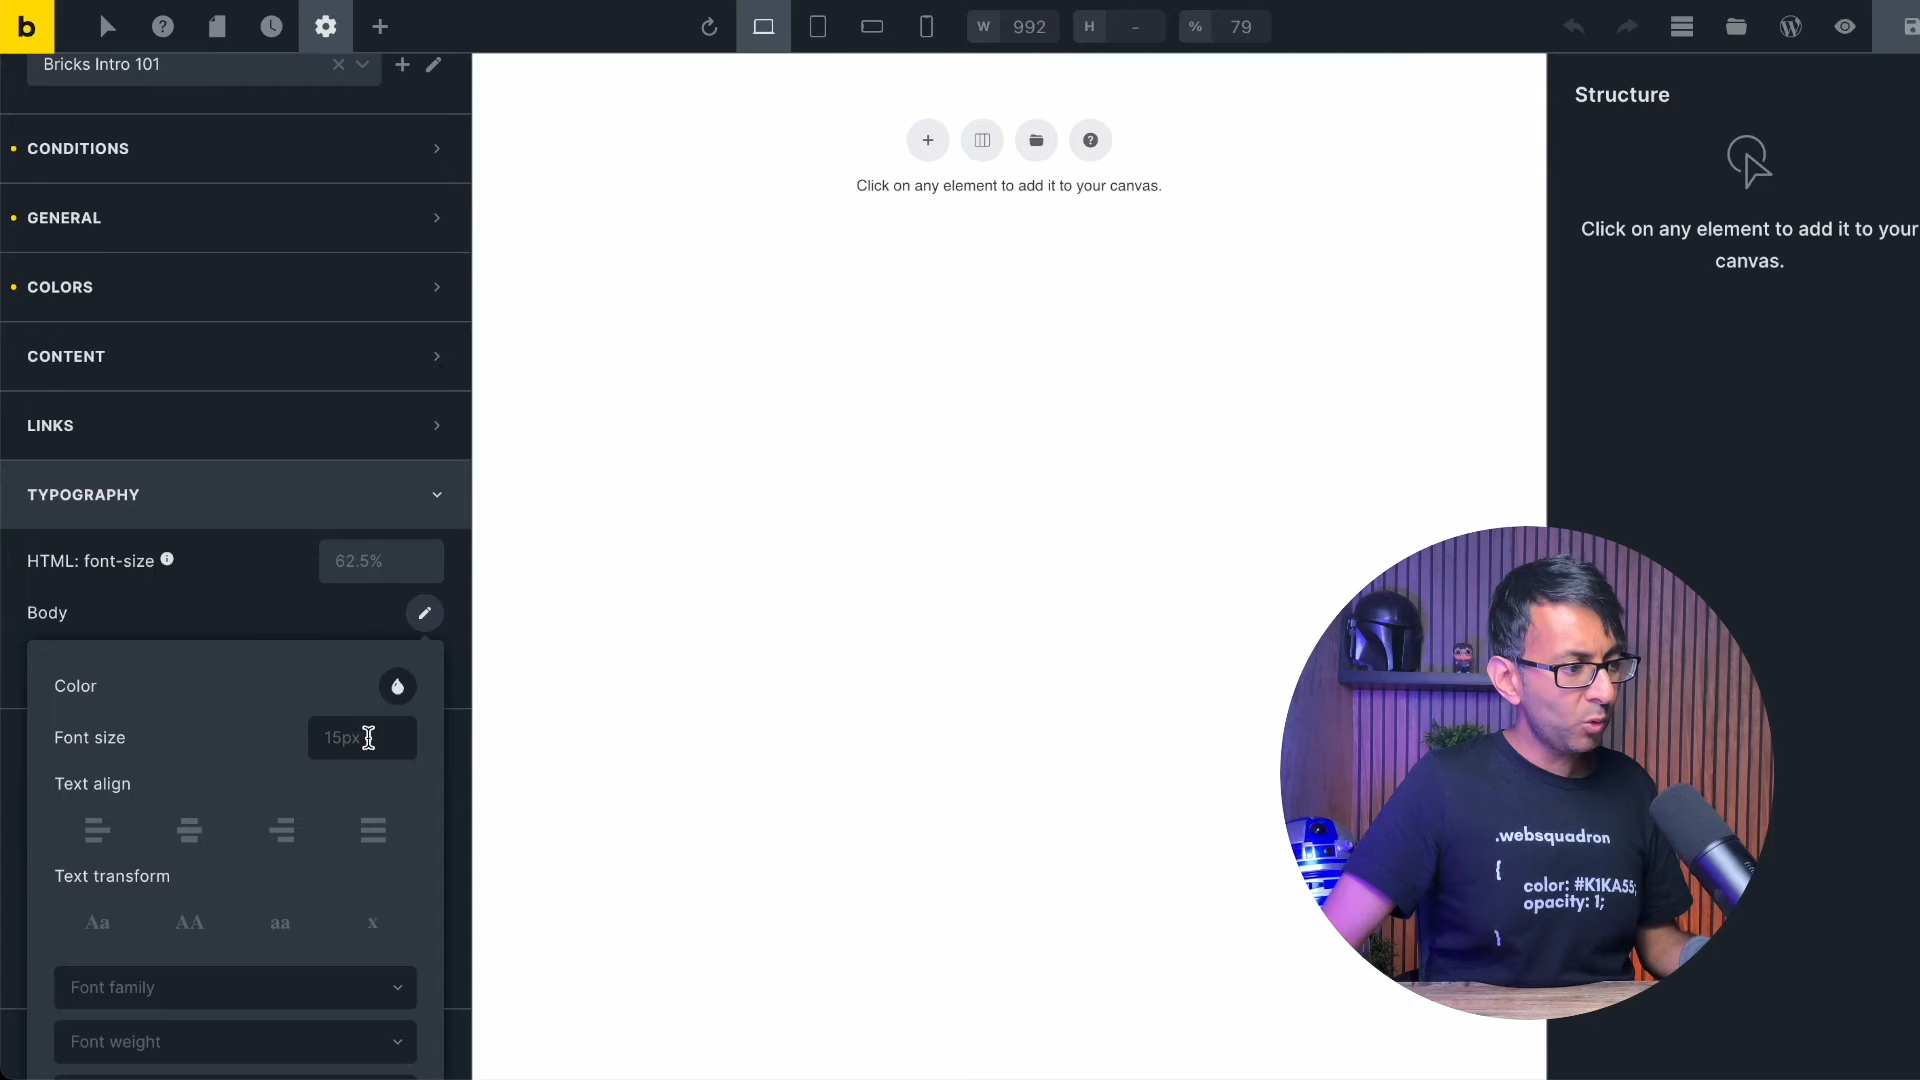 b
W 992 H - % 79
Bricks Intro 101
Structure
CONDITIONS
Click on any element to add it to your canvas.
Click on any element to add it to your
canvas.
GENERAL
COLORS
CONTENT
LINKS
TYPOGRAPHY
HTML: font-size 62.5%
Body
Color
Font size 15px
Text align
Text transform
Aa AA aa x
Font family
Font weight
.websquadron
{
color: #K1KA55;
opacity: 1;
}